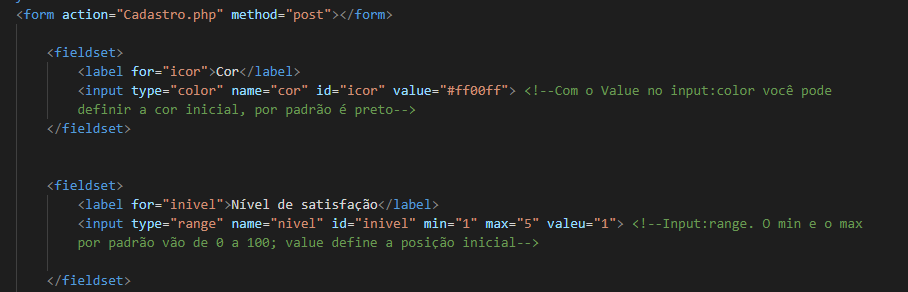 <form action="Cadastro.php" method="post"></form>
<fieldset>
<label for="icor">Cor</label>
<input type="color" name="cor" id="icor" value="#ff00ff"> <!--Com o Value no input:color você pode
definir a cor inicial, por padrão é preto-->
</fieldset>
<fieldset>
<label for="inivel">Nível de satisfação</label>
<input type="range" name="nivel" id="inivel" min="1" max="5" valeu="1"> <!--Input:range. O min e o max
por padrão vão de 0 a 100; value define a posição inicial-->
</fieldset>